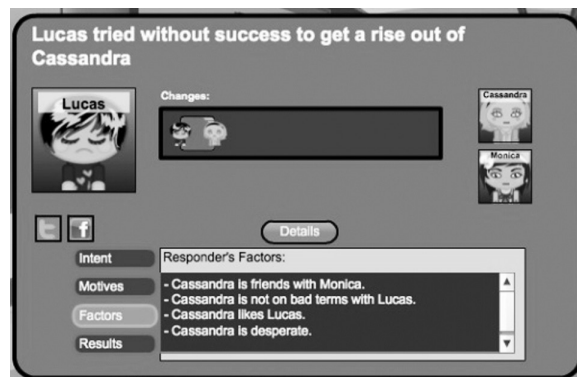 Lucas tried without success to get a rise out of
Cassandra
Lucas
Changes:
Cassandra
Monica
t f
Details
Intent
Motives
Factors
Results
Responder's Factors:
- Cassandra is friends with Monica.
- Cassandra is not on bad terms with Lucas.
- Cassandra likes Lucas.
- Cassandra is desperate.